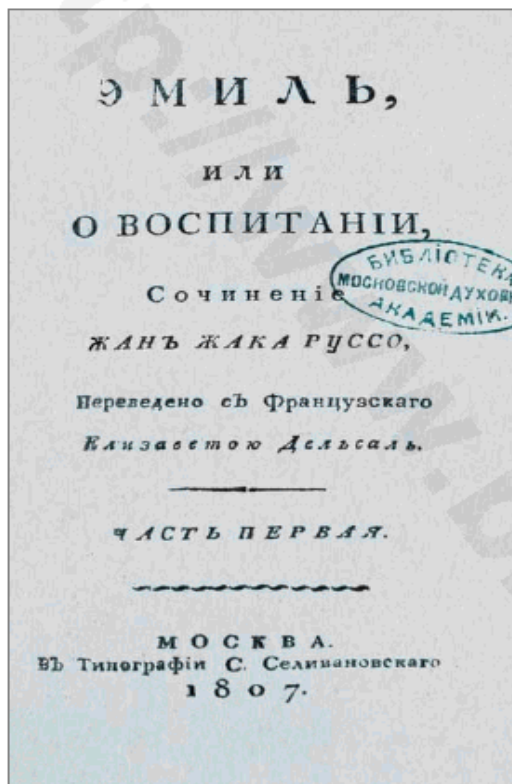 ЭМИЛЬ,
ИЛИ
О ВОСПИТАНІИ,
Сочиненіе
ЖАНЪ ЖАКА РУССО,
Переведено съ Французскаго
Елизаветою Дельсаль.
ЧАСТЬ ПЕРВАЯ.
МОСКВА.
Въ Типографіи С. Селивановскаго
1807.
БИБЛІОТЕКА
МОСКОВСКОЙ
АКАДЕМІИ.